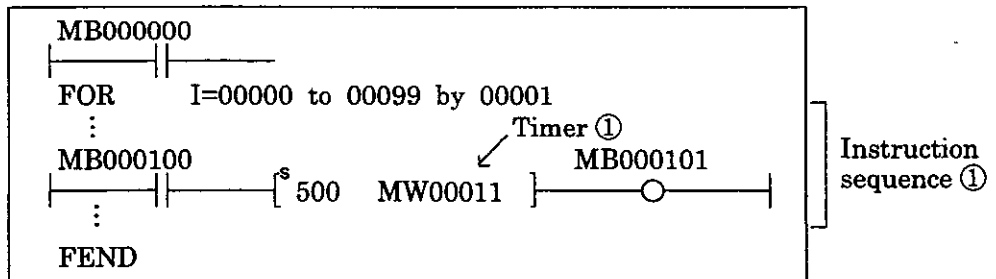 MB000000
FOR I=00000 to 00099 by 00001
⋮
Timer ①
MB000100 MB000101
s 500 MW00011
⋮
FEND
Instruction
sequence ①